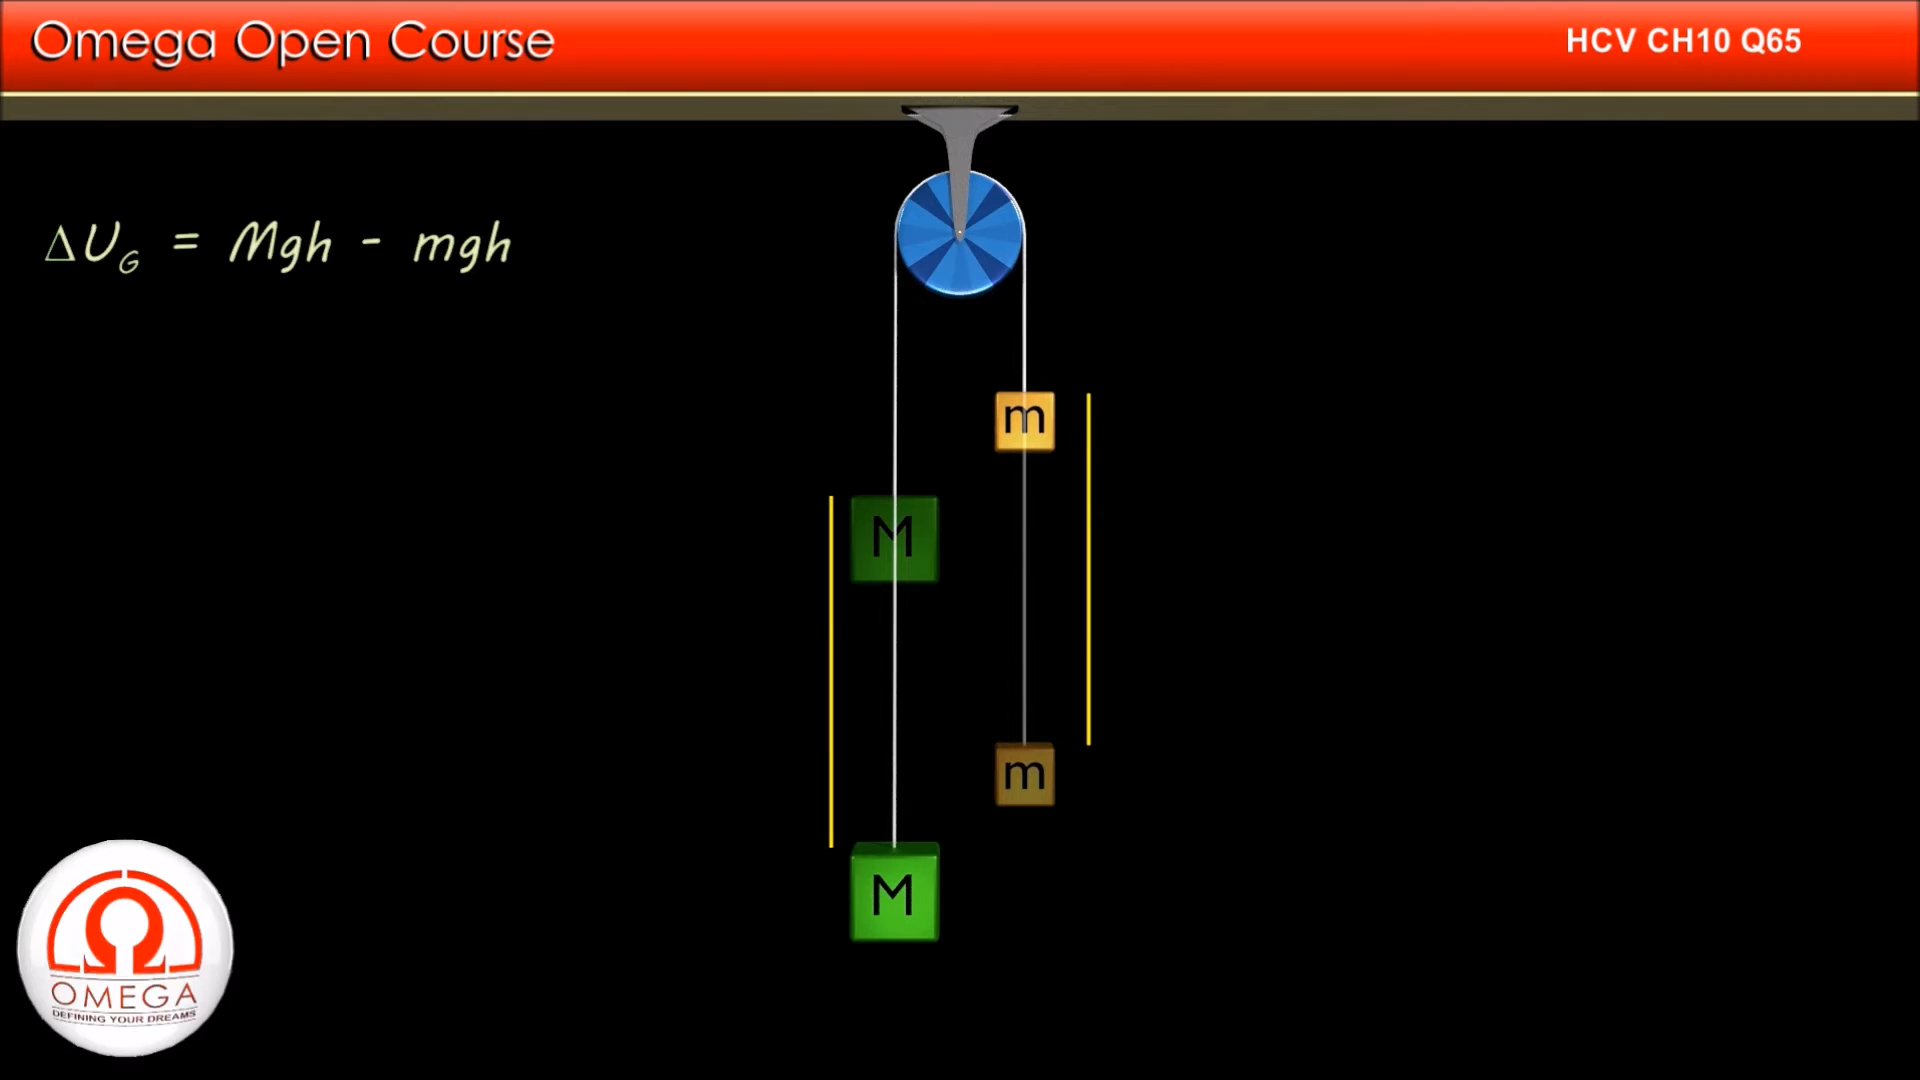 Omega Open Course
HCV CH10 Q65
ΔU_G = Mgh - mgh
m
M
m
M
Ω
OMEGA
DEFINING YOUR DREAMS